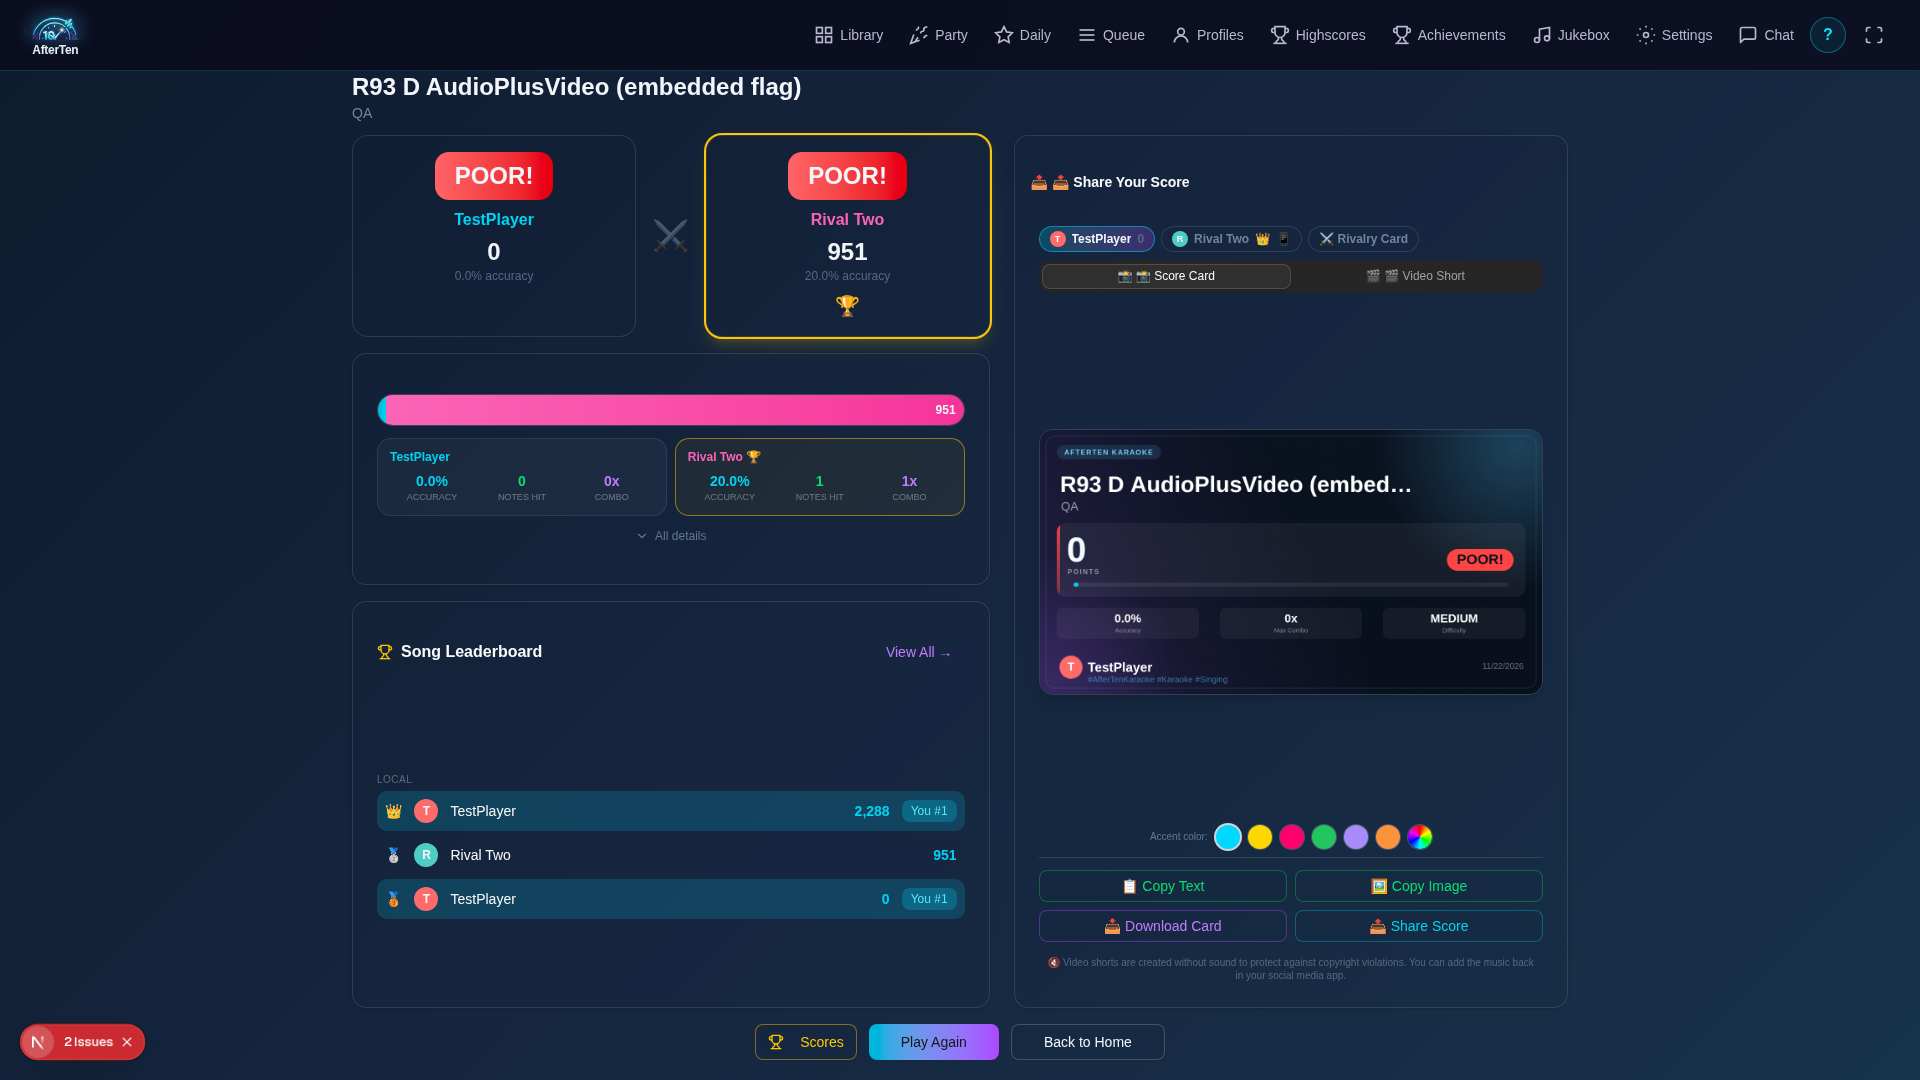 AfterTen
Library
Party
Daily
Queue
Profiles
Highscores
Achievements
Jukebox
Settings
Chat
?
R93 D AudioPlusVideo (embedded flag)
QA
POOR!
TestPlayer
0
0.0% accuracy
POOR!
Rival Two
951
20.0% accuracy
951
TestPlayer
0.0%
ACCURACY
0
NOTES HIT
0x
COMBO
Rival Two
20.0%
ACCURACY
1
NOTES HIT
1x
COMBO
All details
Song Leaderboard
View All →
LOCAL
T TestPlayer 2,288 You #1
R Rival Two 951
T TestPlayer 0 You #1
Share Your Score
T TestPlayer 0
R Rival Two
Rivalry Card
Score Card
Video Short
AFTERTEN KARAOKE
R93 D AudioPlusVideo (embed…
QA
0
POINTS
POOR!
0.0%
Accuracy
0x
Max Combo
MEDIUM
Difficulty
T TestPlayer
#AfterTenKaraoke #Karaoke #Singing
11/22/2026
Accent color:
Copy Text
Copy Image
Download Card
Share Score
Video shorts are created without sound to protect against copyright violations. You can add the music back
in your social media app.
N 2 Issues
Scores
Play Again
Back to Home